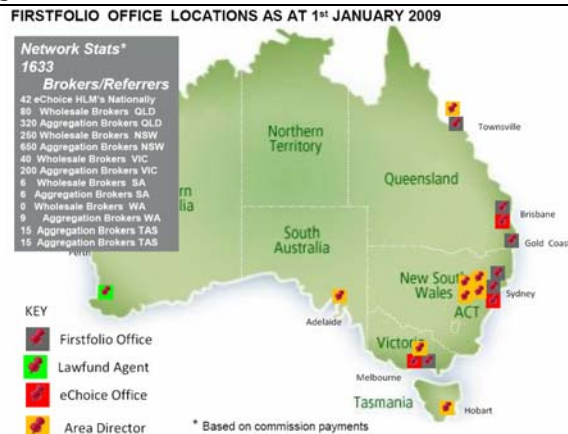 FIRSTFOLIO OFFICE LOCATIONS AS AT 1st JANUARY 2009
Network Stats*
1633
Brokers/Referrers
42 eChoice HLM's Nationally
80 Wholesale Brokers QLD
320 Aggregation Brokers QLD
250 Wholesale Brokers NSW
650 Aggregation Brokers NSW
40 Wholesale Brokers VIC
200 Aggregation Brokers VIC
6 Wholesale Brokers SA
6 Aggregation Brokers SA
0 Wholesale Brokers WA
9 Aggregation Brokers WA
15 Aggregation Brokers TAS
15 Aggregation Brokers TAS
Northern
Territory
Townsville
Queensland
rn
lia
South
Australia
Brisbane
Gold Coast
Perth
New South
Wales
Sydney
ACT
Adelaide
Victoria
Melbourne
Tasmania
Hobart
KEY
Firstfolio Office
Lawfund Agent
eChoice Office
Area Director
* Based on commission payments